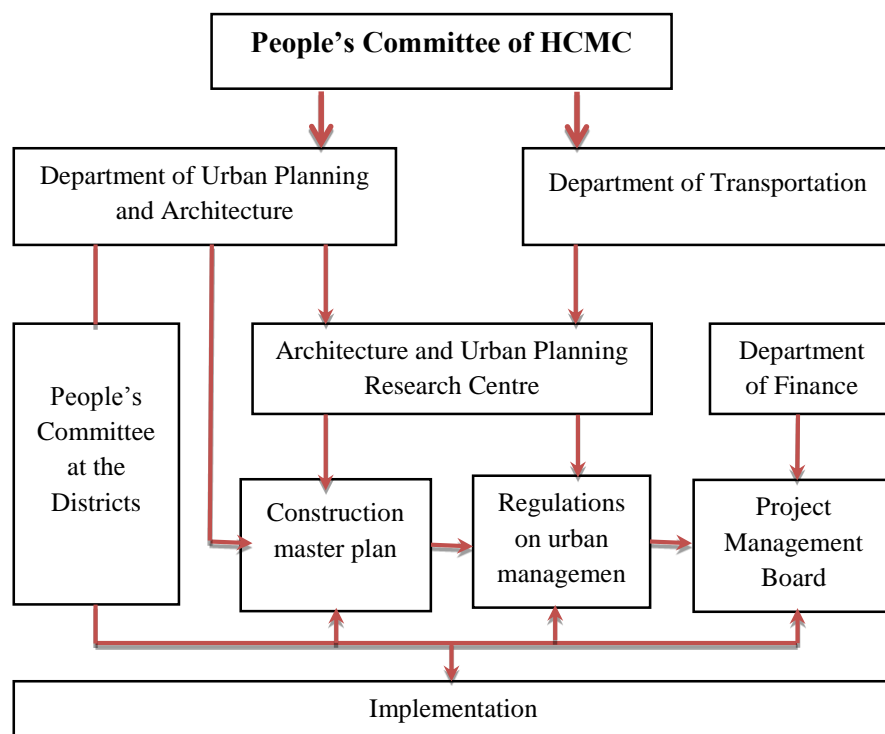 People’s Committee of HCMC
Department of Urban Planning
and Architecture
Department of Transportation
Architecture and Urban Planning
Research Centre
Department
of Finance
People’s
Committee
at the
Districts
Construction
master plan
Regulations
on urban
managemen
Project
Management
Board
Implementation